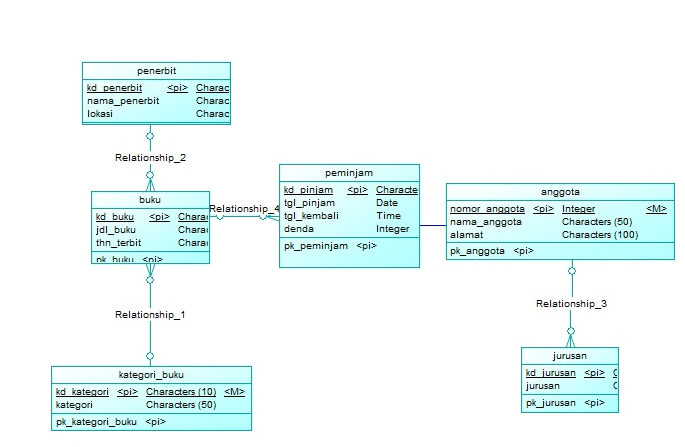 penerbit
kd_penerbit <pi> Charac
nama_penerbit Charac
lokasi Charac
Relationship_2
buku
kd_buku <pi> Charac
jdl_buku Charac
thn_terbit Charac
pk_buku <pi>
Relationship_4
peminjam
kd_pinjam <pi> Characte
tgl_pinjam Date
tgl_kembali Time
denda Integer
pk_peminjam <pi>
anggota
nomor_anggota <pi> Integer <M>
nama_anggota Characters (50)
alamat Characters (100)
pk_anggota <pi>
Relationship_1
Relationship_3
kategori_buku
kd_kategori <pi> Characters (10) <M>
kategori Characters (50)
pk_kategori_buku <pi>
jurusan
kd_jurusan <pi> C
jurusan C
pk_jurusan <pi>